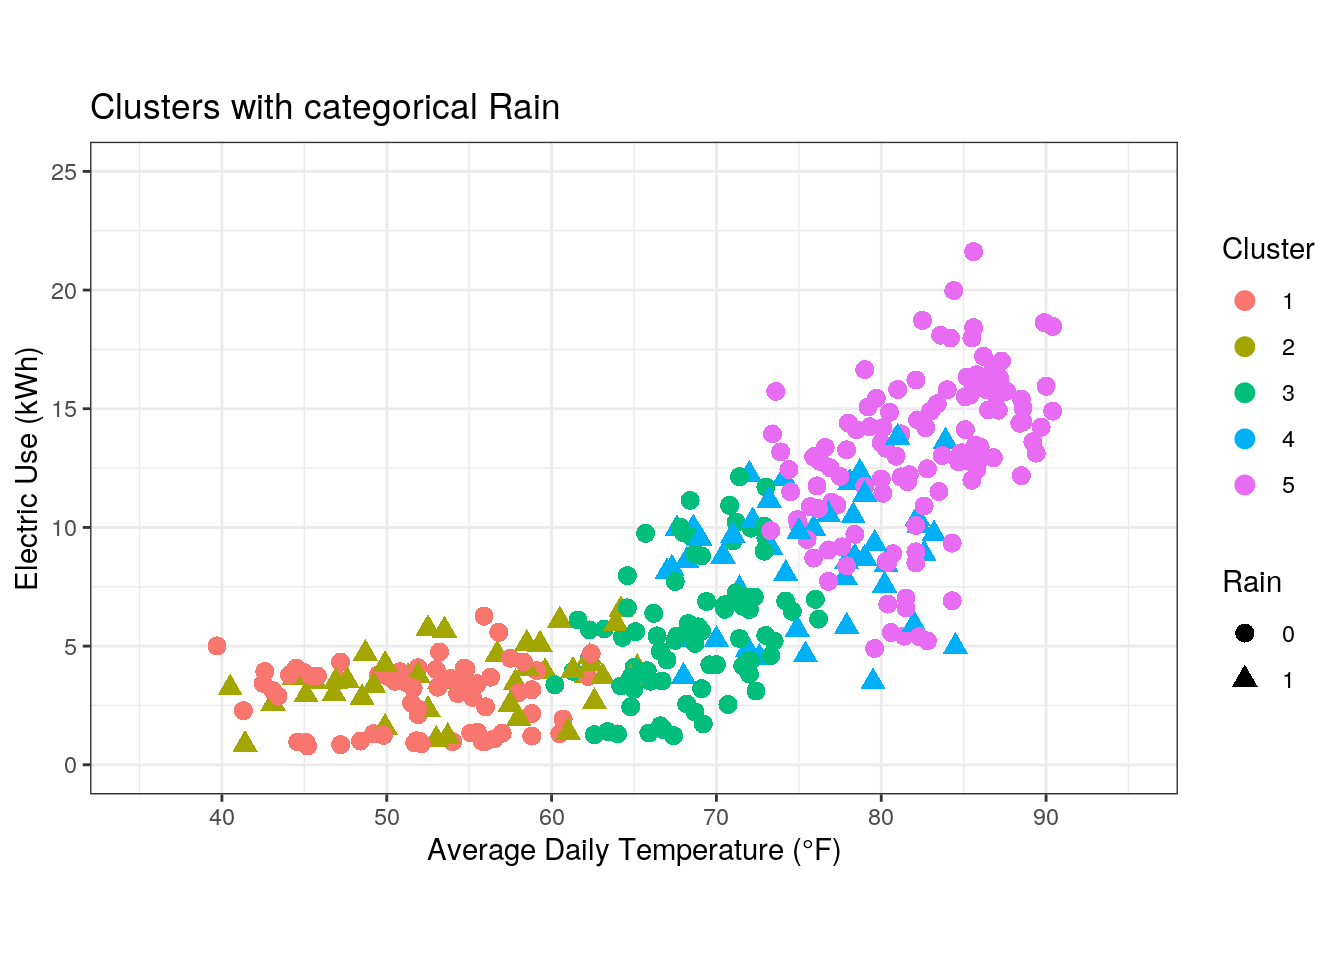 Clusters with categorical Rain
25
20
15
10
5
0
Electric Use (kWh)
40 50 60 70 80 90
Average Daily Temperature (°F)
Cluster
1
2
3
4
5
Rain
0
1